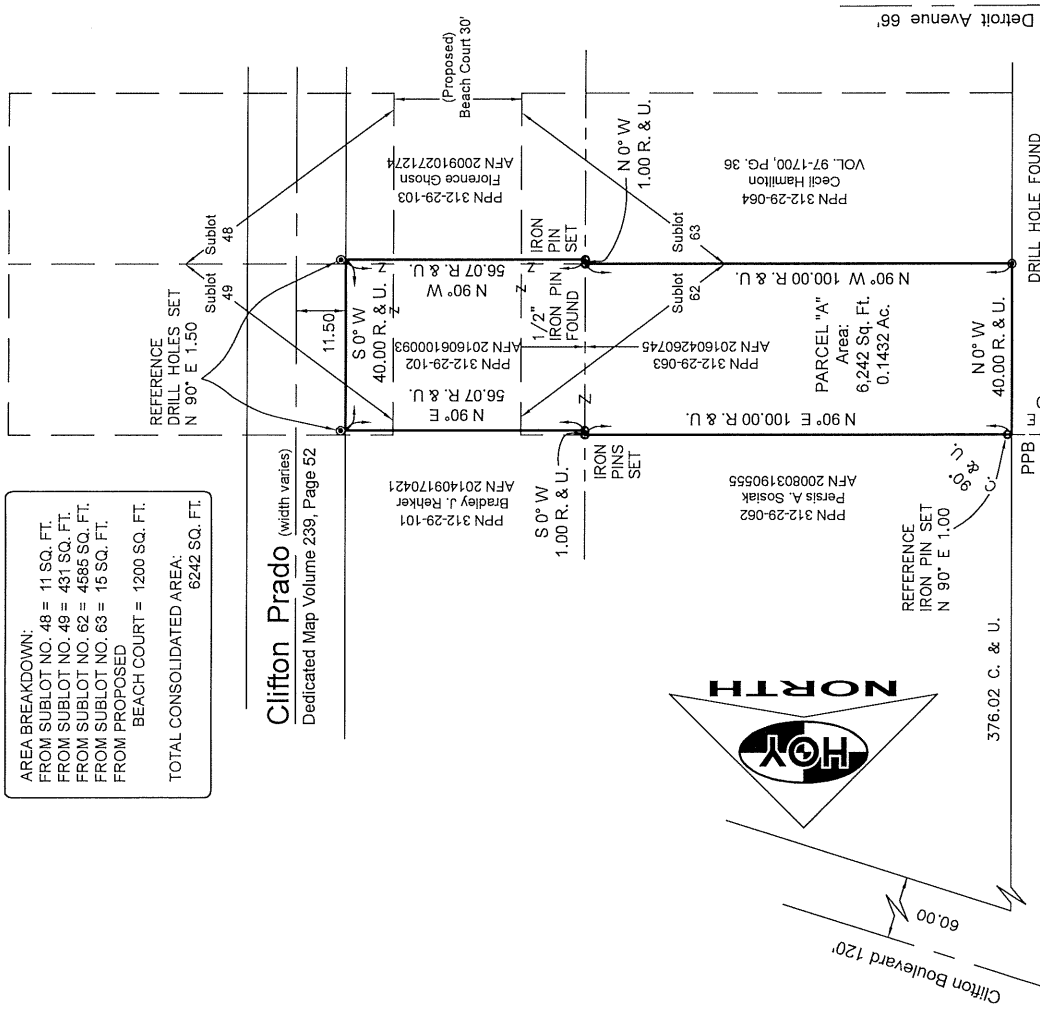 AREA BREAKDOWN:
FROM SUBLOT NO. 48 = 11 SQ. FT.
FROM SUBLOT NO. 49 = 431 SQ. FT.
FROM SUBLOT NO. 62 = 4585 SQ. FT.
FROM SUBLOT NO. 63 = 15 SQ. FT.
FROM PROPOSED
BEACH COURT = 1200 SQ. FT.
TOTAL CONSOLIDATED AREA:
6242 SQ. FT.
Clifton Prado (width varies)
Dedicated Map Volume 239, Page 52
REFERENCE
DRILL HOLES SET
N 90° E 1.50
11.50
S 0° W
40.00 R. & U.
Sublot
49
Sublot
48
(Proposed)
Beach Court 30'
Detroit Avenue 66'
PPN 312-29-101
Bradley J. Rehker
AFN 201409170421
N 90° E
56.07 R. & U.
PPN 312-29-102
AFN 201606100093
N 90° W
56.07 R. & U.
Z
Z
Z
Z
Z
PPN 312-29-103
Florence Ghosn
AFN 200910271274
IRON
PINS
SET
S 0° W
1.00 R. & U.
1/2"
IRON PIN
FOUND
IRON
PIN
SET
N 0° W
1.00 R. & U.
Sublot
62
Sublot
63
PPN 312-29-062
Persis A. Sosiak
AFN 200803190555
N 90° E 100.00 R. & U.
PPN 312-29-063
AFN 201604260745
PARCEL "A"
Area:
6,242 Sq. Ft.
0.1432 Ac.
N 90° W 100.00 R. & U.
PPN 312-29-064
Cecil Hamilton
VOL. 97-1700, PG. 36
N 0° W
40.00 R. & U.
REFERENCE
IRON PIN SET
N 90° E 1.00
90°
C. & U.
PPB
DRILL HOLE FOUND
376.02 C. & U.
NORTH
HOY
60.00
Clifton Boulevard 120'